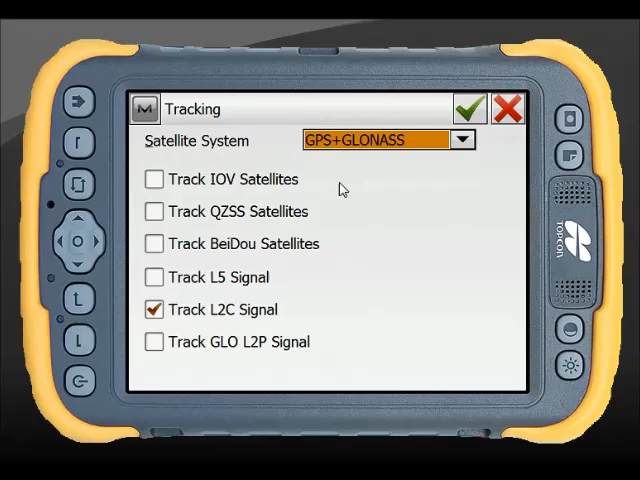 Tracking
Satellite System GPS+GLONASS
Track IOV Satellites
Track QZSS Satellites
Track BeiDou Satellites
Track L5 Signal
Track L2C Signal
Track GLO L2P Signal
TOPCON